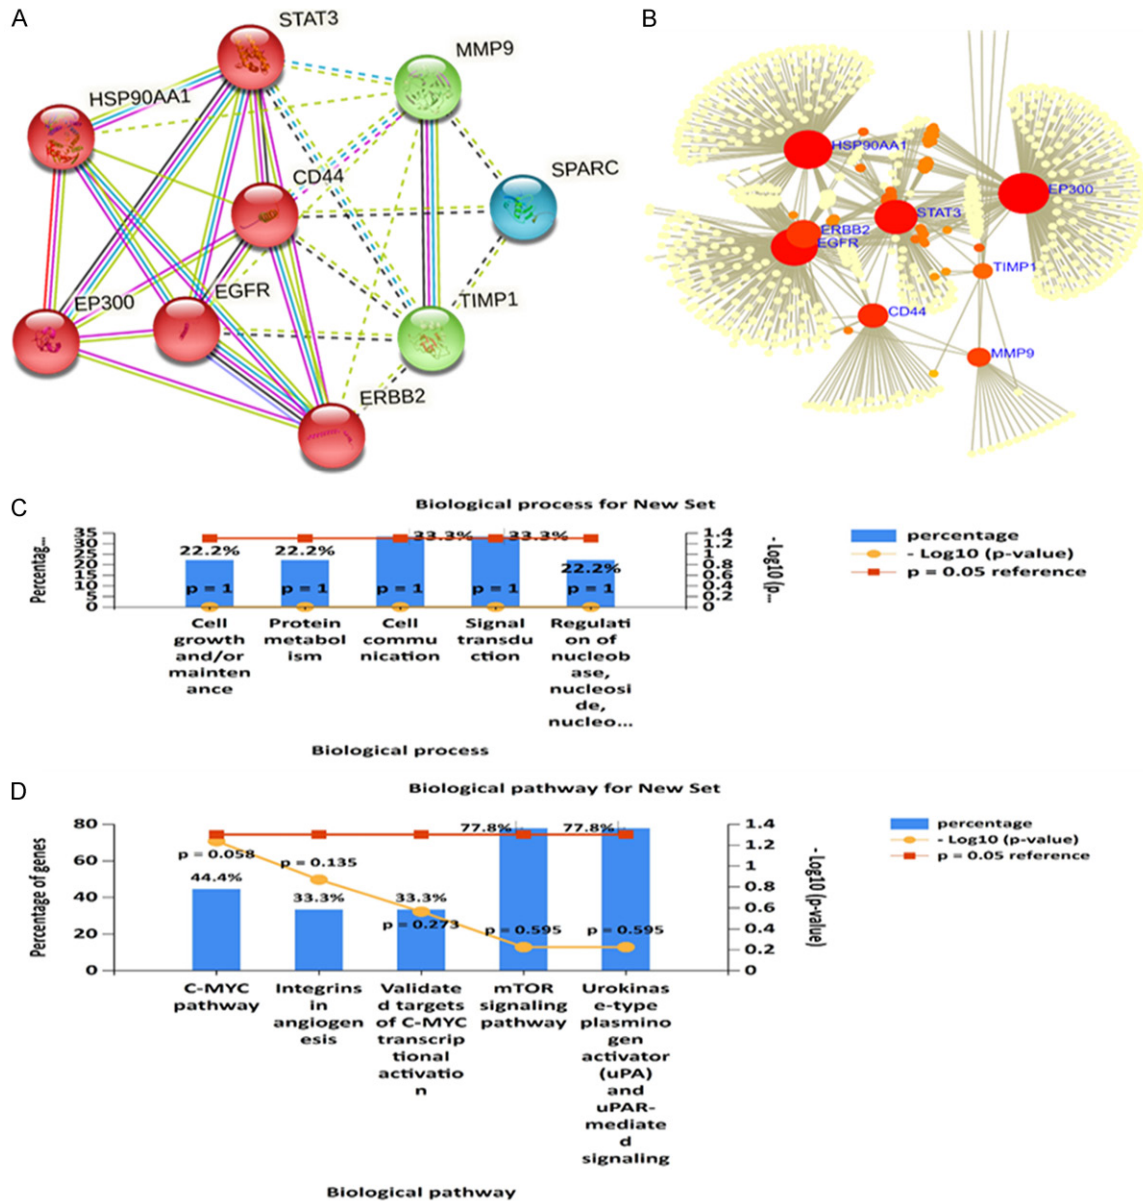 A
STAT3
MMP9
HSP90AA1
CD44
SPARC
EP300
EGFR
TIMP1
ERBB2
B
HSP90AA1
EP300
STAT3
ERBB2
EGFR
TIMP1
CD44
MMP9
C
Biological process for New Set
Percentag...
35
30
25
20
15
10
5
0
22.2%
22.2%
33.3%
33.3%
22.2%
p = 1
p = 1
p = 1
p = 1
p = 1
1.4
1.2
1
0.8
0.6
0.4
0.2
0
- Log10 (p...
percentage
- Log10 (p-value)
p = 0.05 reference
Cell
growth
and/or
mainten
ance
Protein
metabol
ism
Cell
commu
nication
Signal
transdu
ction
Regulati
on of
nucleob
ase,
nucleosi
de,
nucleo...
Biological process
D
Biological pathway for New Set
Percentage of genes
80
60
40
20
0
p = 0.058
44.4%
p = 0.135
33.3%
33.3%
p = 0.273
77.8%
p = 0.595
77.8%
p = 0.595
1.4
1.2
1
0.8
0.6
0.4
0.2
0
- Log10 (p-value)
percentage
- Log10 (p-value)
p = 0.05 reference
C-MYC
pathway
Integrins
in
angiogen
esis
Validate
d targets
of C-MYC
transcrip
tional
activatio
n
mTOR
signaling
pathway
Urokinas
e-type
plasmino
gen
activator
(uPA)
and
uPAR-
mediate
d
signaling
Biological pathway